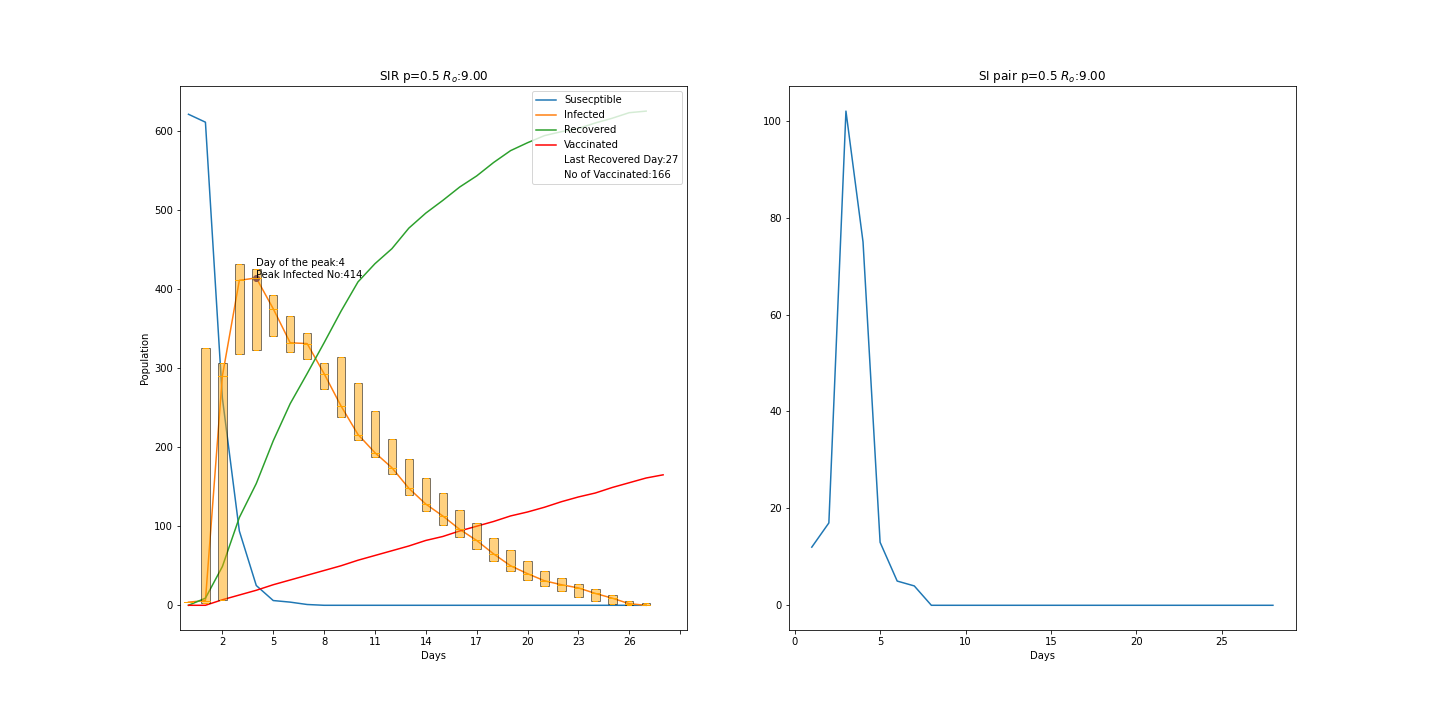 SIR p=0.5 Rₒ:9.00
Susecptible
Infected
Recovered
Vaccinated
Last Recovered Day:27
No of Vaccinated:166
Day of the peak:4
Peak Infected No:414
Population
600
500
400
300
200
100
0
2 5 8 11 14 17 20 23 26
Days
SI pair p=0.5 Rₒ:9.00
100
80
60
40
20
0
0 5 10 15 20 25
Days